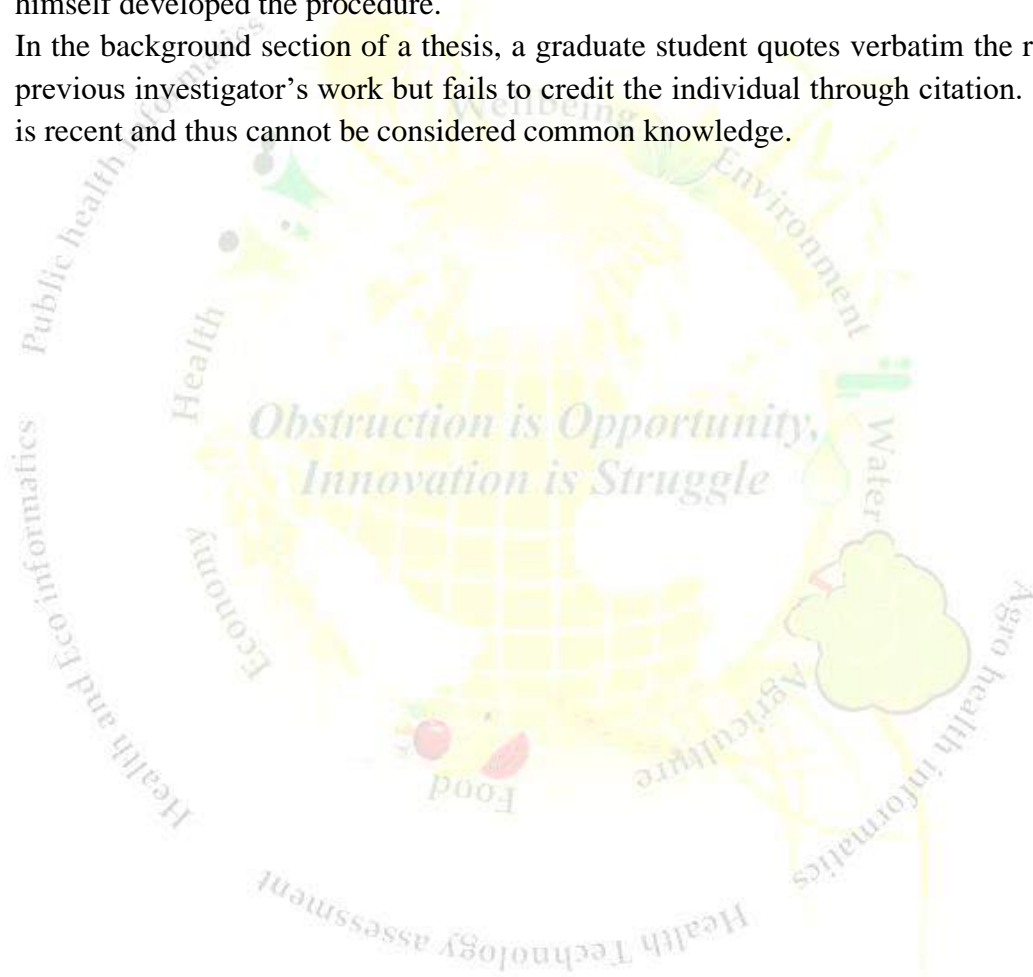 himself developed the procedure.
In the background section of a thesis, a graduate student quotes verbatim the
previous investigator's work but fails to credit the individual through citation.
is recent and thus cannot be considered common knowledge.
Public health informatics
Wellbeing
Environment
Health
Water
Obstruction is Opportunity,
Innovation is Struggle
Economy
Health and Eco informatics
Agro health informatics
Agriculture
Food
Health Technology assessment